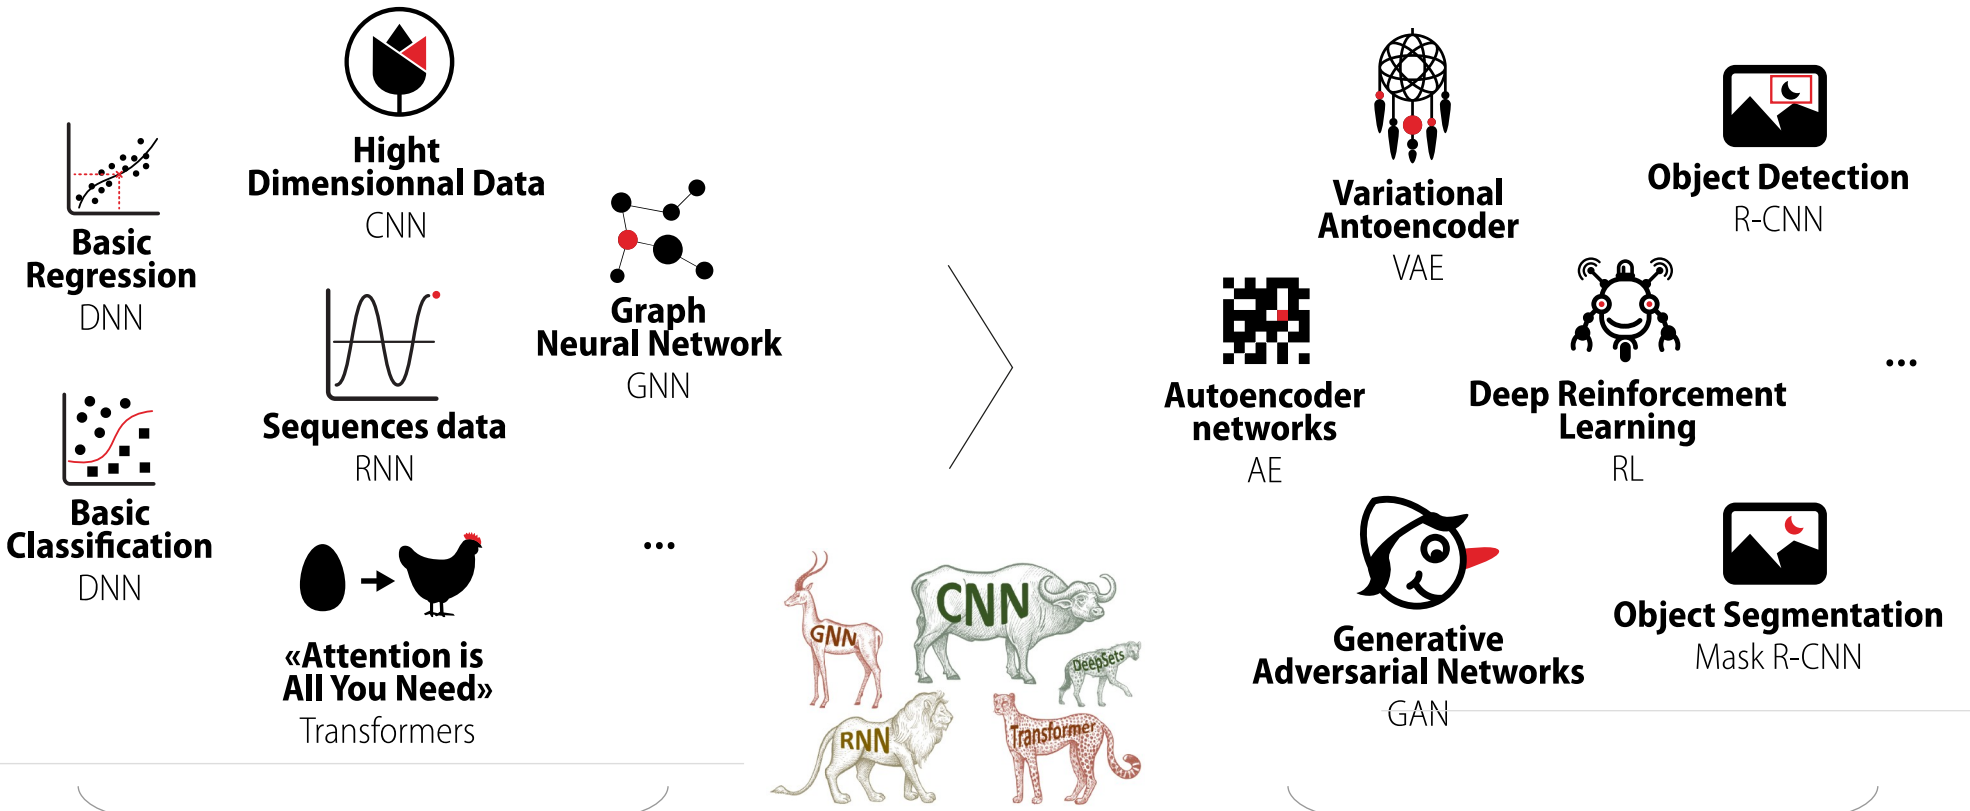 Hight
Dimensionnal Data
CNN
Basic
Regression
DNN
Graph
Neural Network
GNN
Sequences data
RNN
Basic
Classification
DNN
...
«Attention is
All You Need»
Transformers
GNN
CNN
DeepSets
RNN
Transformer
Variational
Antoencoder
VAE
Object Detection
R-CNN
Autoencoder
networks
AE
Deep Reinforcement
Learning
RL
...
Generative
Adversarial Networks
GAN
Object Segmentation
Mask R-CNN